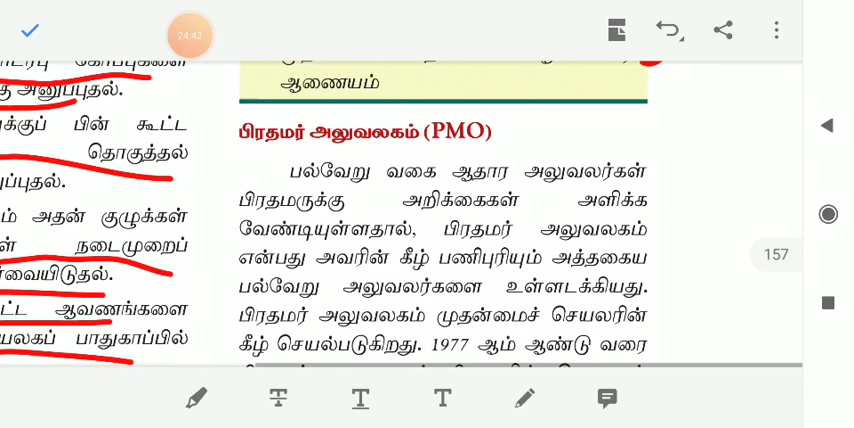 24:42
அனுப்புதல்.
பின் கூட்ட
தொகுத்தல்
அதன் குழுக்கள்
நடைமுறைப்
ஆவணங்களை
பாதுகாப்பில்
ஆணையம்
பிரதமர் அலுவலகம் (PMO)
பல்வேறு வகை ஆதார அலுவலர்கள்
பிரதமருக்கு அறிக்கைகள் அளிக்க
வேண்டியுள்ளதால், பிரதமர் அலுவலகம்
என்பது அவரின் கீழ் பணிபுரியும் அத்தகைய
பல்வேறு அலுவலர்களை உள்ளடக்கியது.
பிரதமர் அலுவலகம் முதன்மைச் செயலரின்
கீழ் செயல்படுகிறது. 1977 ஆம் ஆண்டு வரை
157